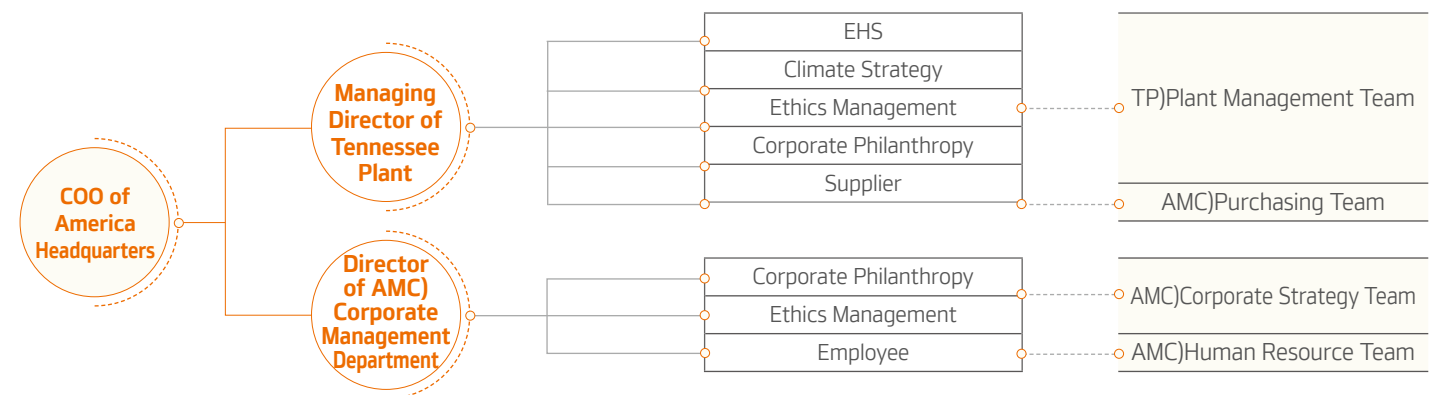 COO of
America
Headquarters
Managing
Director of
Tennessee
Plant
EHS
Climate Strategy
Ethics Management
Corporate Philanthropy
Supplier
TP)Plant Management Team
AMC)Purchasing Team
Director
of AMC)
Corporate
Management
Department
Corporate Philanthropy
Ethics Management
Employee
AMC)Corporate Strategy Team
AMC)Human Resource Team